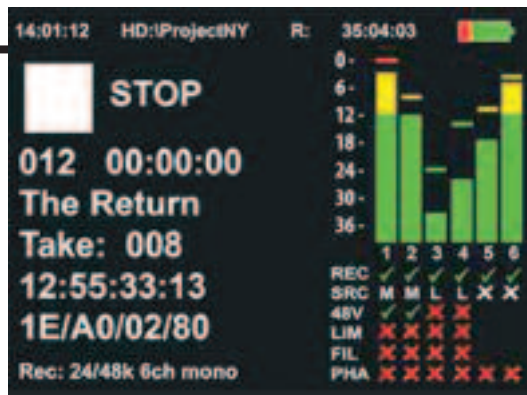 14:01:12 HD:\ProjectNY R: 35:04:03
STOP
012 00:00:00
The Return
Take: 008
12:55:33:13
1E/A0/02/80
Rec: 24/48k 6ch mono
0-
6-
12-
18-
24-
30-
36-
1 2 3 4 5 6
REC ✓ ✓ ✓ ✓ ✓ ✓
SRC M M L L X X
48V ✓ ✓ X X
LIM X X X X
FIL X X X X
PHA X X X X X X